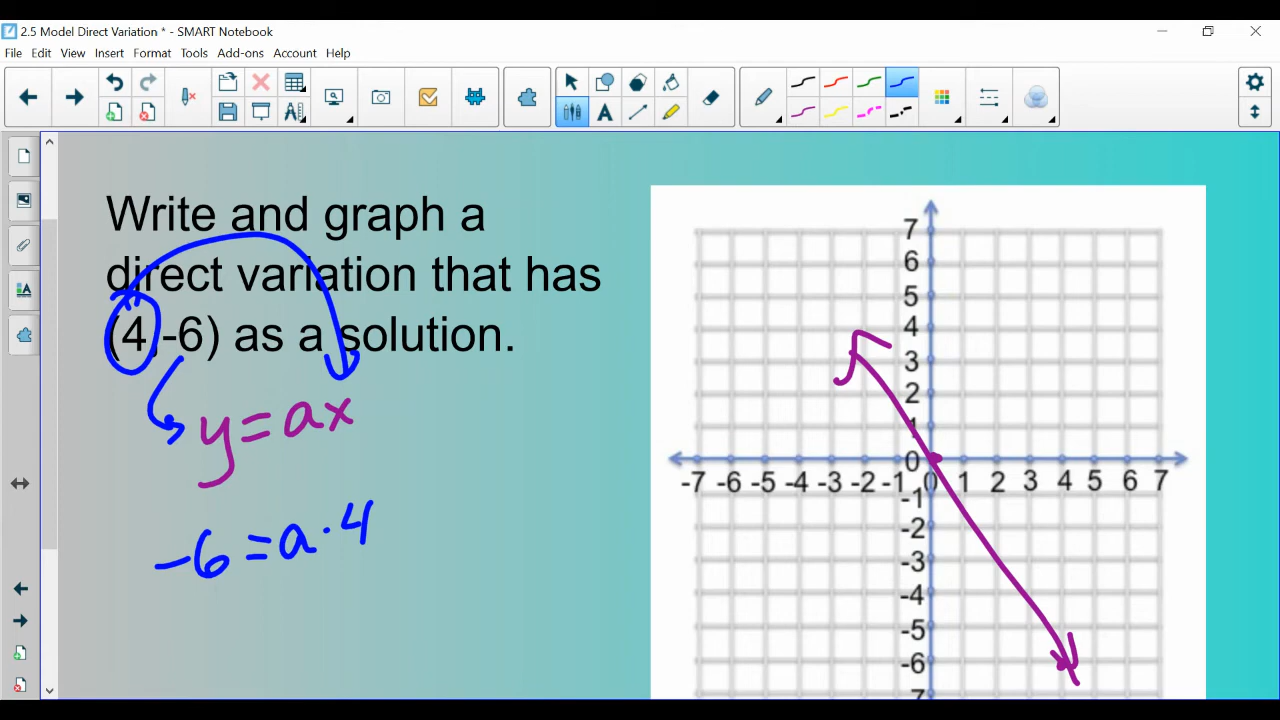 2.5 Model Direct Variation * - SMART Notebook
File Edit View Insert Format Tools Add-ons Account Help
Write and graph a
direct variation that has
(4,-6) as a solution.
y=ax
-6=a·4
7
6
5
4
3
2
1
0
-7 -6 -5 -4 -3 -2 -1 0 1 2 3 4 5 6 7
-1
-2
-3
-4
-5
-6